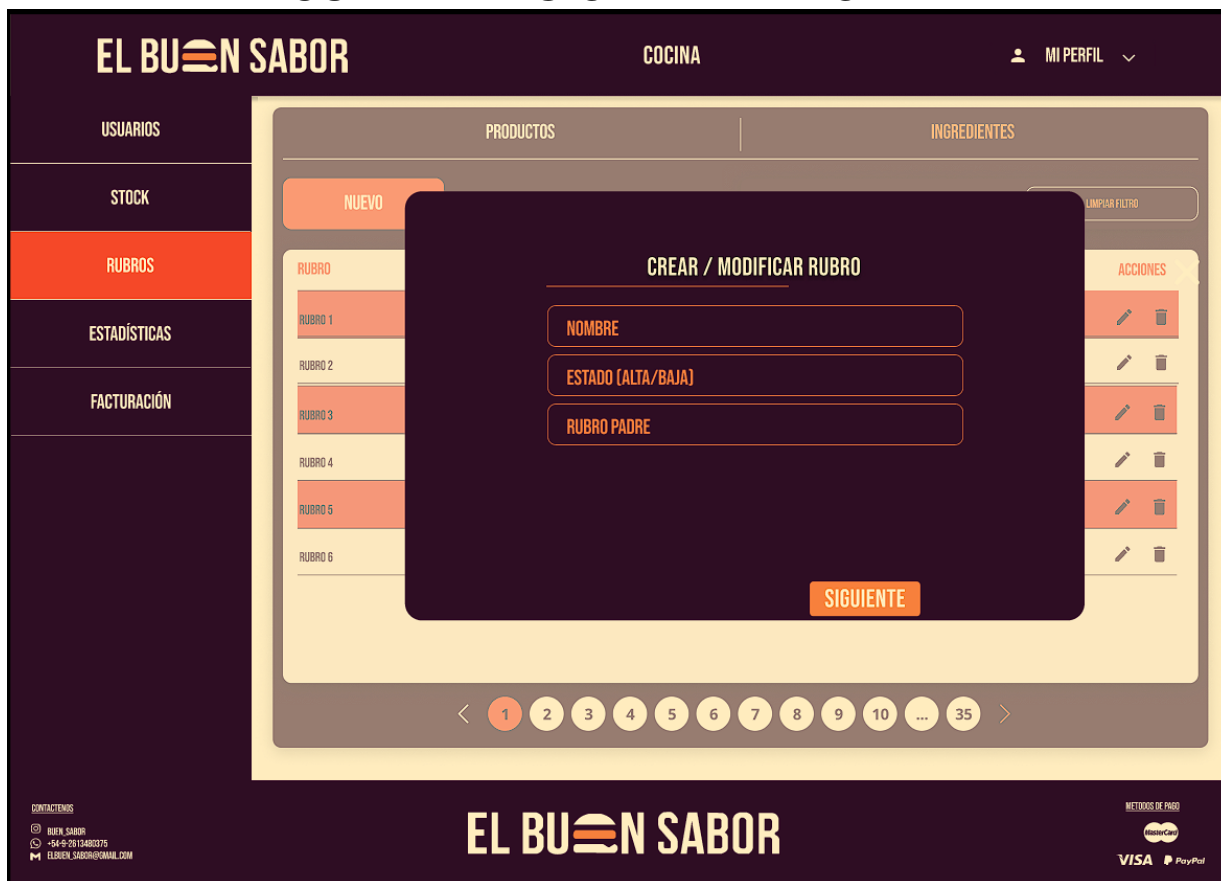 EL BUEN SABOR
COCINA
MI PERFIL
USUARIOS
STOCK
RUBROS
ESTADÍSTICAS
FACTURACIÓN
PRODUCTOS
INGREDIENTES
NUEVO
LIMPIAR FILTRO
RUBRO
ACCIONES
RUBRO 1
RUBRO 2
RUBRO 3
RUBRO 4
RUBRO 5
RUBRO 6
CREAR / MODIFICAR RUBRO
NOMBRE
ESTADO (ALTA/BAJA)
RUBRO PADRE
SIGUIENTE
1 2 3 4 5 6 7 8 9 10 ... 35
CONTACTENOS
BUEN_SABOR
+54-9-2613480375
ELBUEN_SABOR@GMAIL.COM
EL BUEN SABOR
METODOS DE PAGO
MasterCard
VISA PayPal